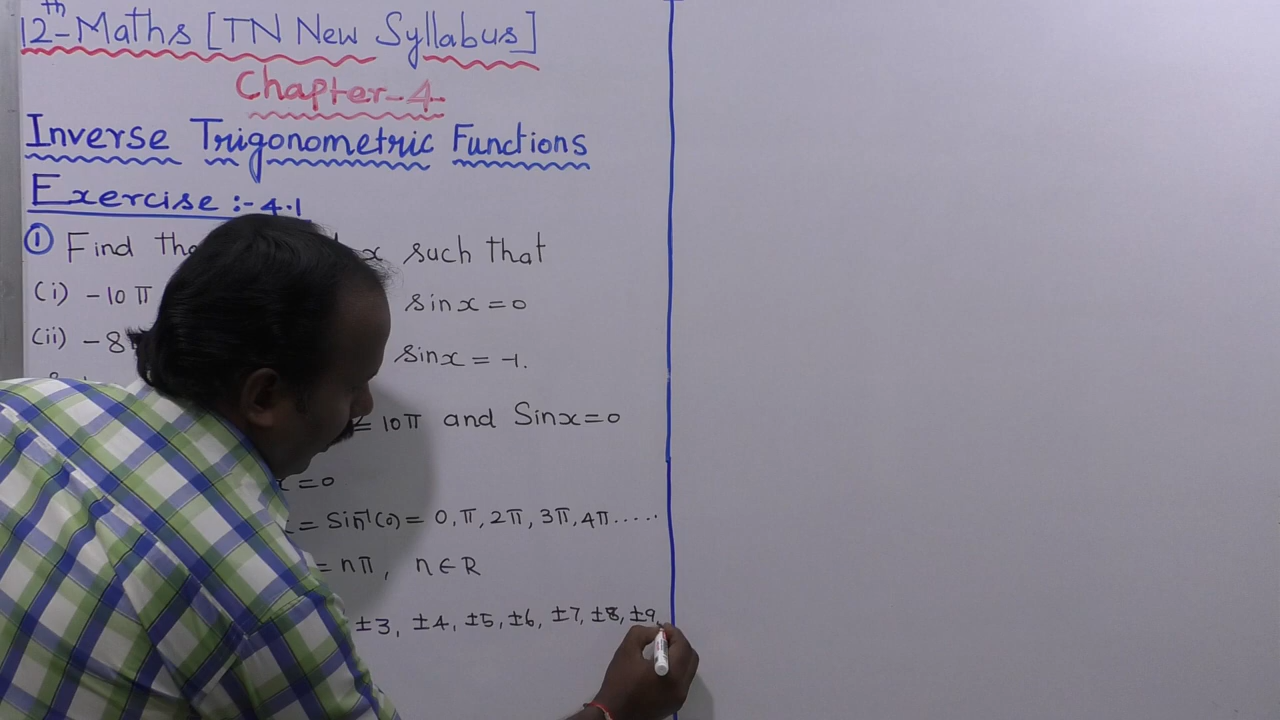 12th-Maths [TN New Syllabus]
Chapter-4-
Inverse Trigonometric Functions
Exercise :- 4.1
① Find the x such that
(i) -10π sinx = 0
(ii) -8 sinx = -1.
≤ 10π and Sinx = 0
x = 0
x = Sin⁻¹(0) = 0, π, 2π, 3π, 4π.....
= nπ, n ∈ R
±3, ±4, ±5, ±6, ±7, ±8, ±9,